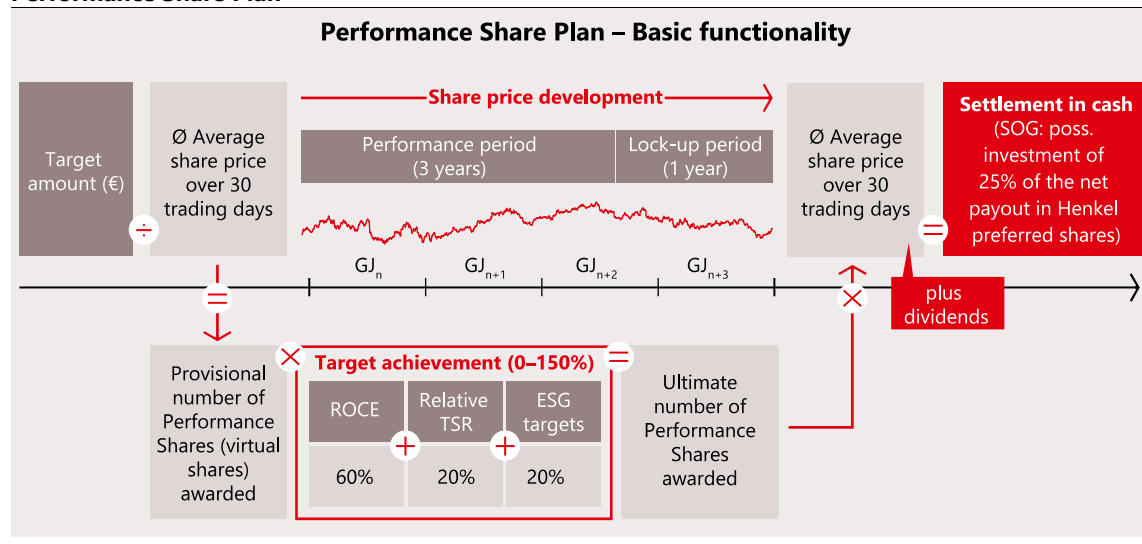 Performance Share Plan – Basic functionality
Target
amount (€)
÷
Ø Average
share price
over 30
trading days
Share price development
Performance period
(3 years)
Lock-up period
(1 year)
GJn
GJn+1
GJn+2
GJn+3
Ø Average
share price
over 30
trading days
=
Settlement in cash
(SOG: poss.
investment of
25% of the net
payout in Henkel
preferred shares)
plus
dividends
=
Provisional
number of
Performance
Shares (virtual
shares)
awarded
×
Target achievement (0–150%)
ROCE
Relative
TSR
ESG
targets
+
+
60%
20%
20%
=
Ultimate
number of
Performance
Shares
awarded
×